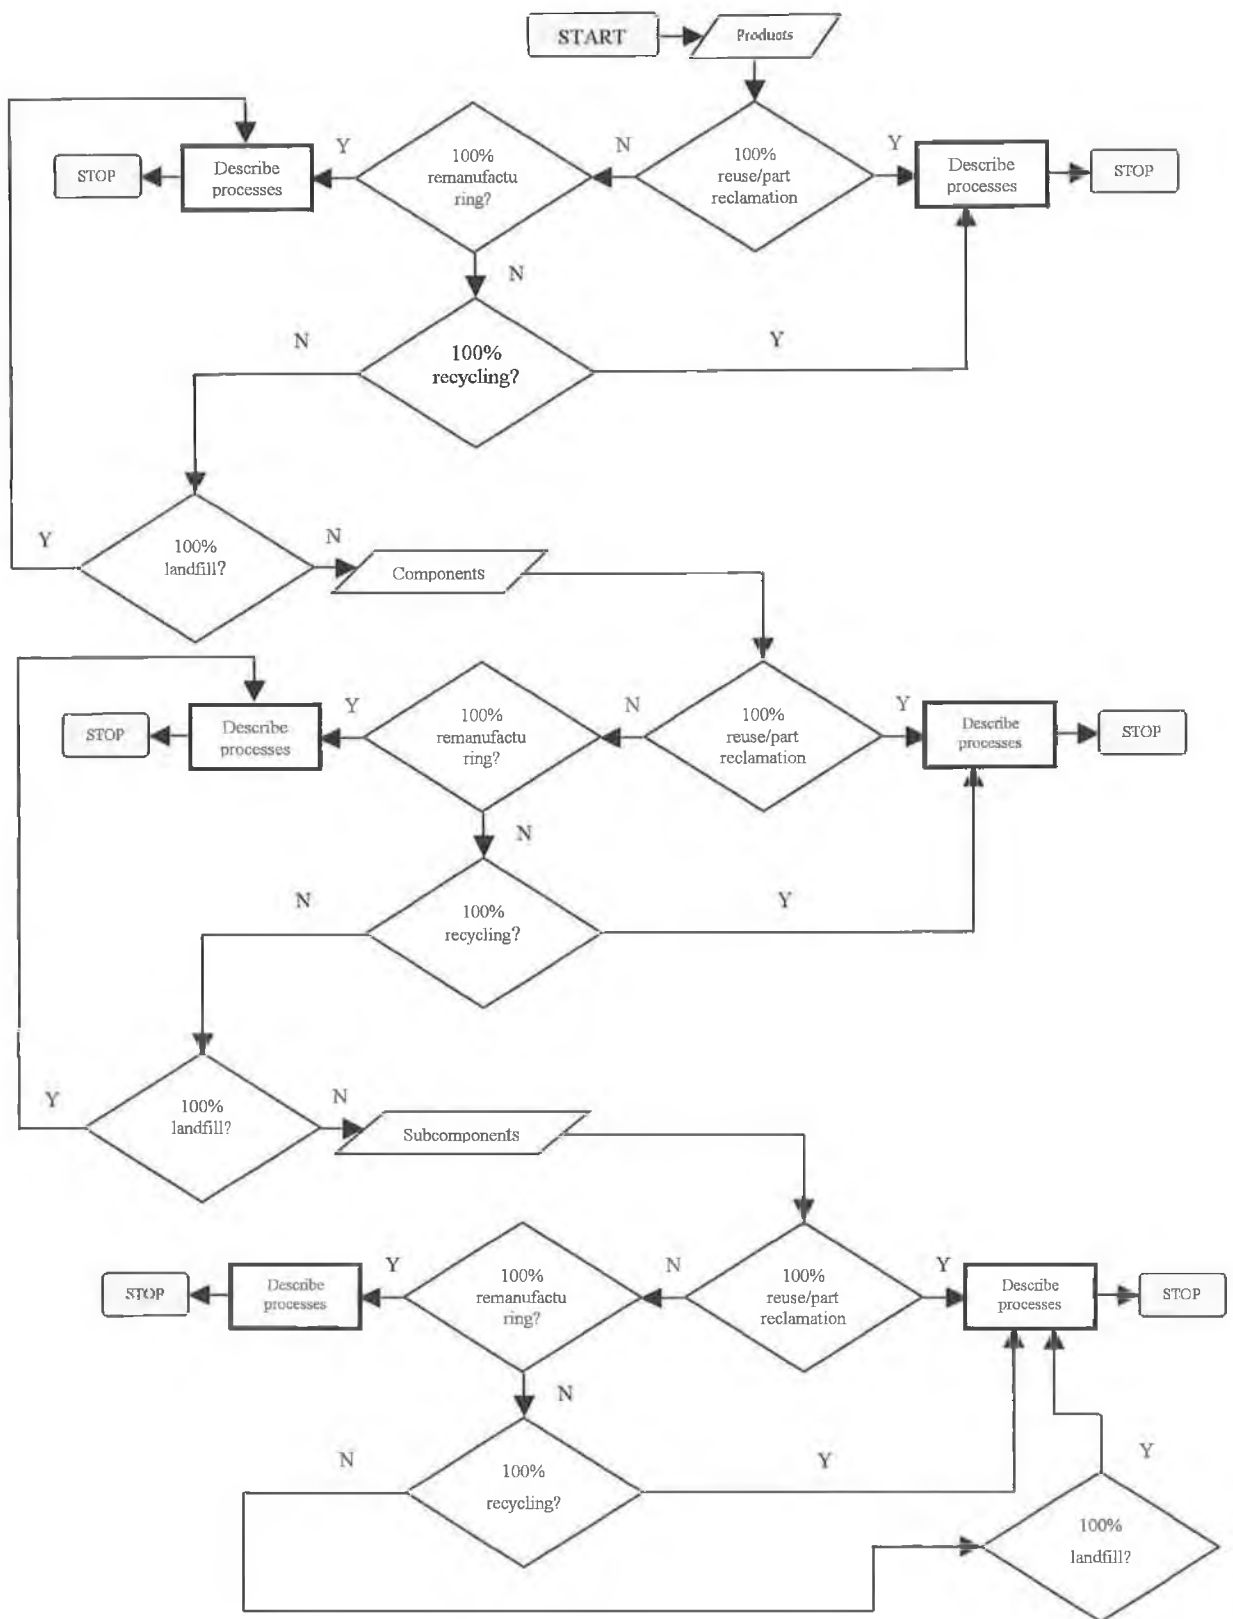 START
Products
Y
STOP
Describe
processes
100%
remanufactu
ring?
N
100%
reuse/part
reclamation
Y
Describe
processes
STOP
N
N
100%
recycling?
Y
Y
100%
landfill?
N
Components
STOP
Describe
processes
Y
100%
remanufactu
ring?
N
100%
reuse/part
reclamation
Y
Describe
processes
STOP
N
N
100%
recycling?
Y
Y
100%
landfill?
N
Subcomponents
STOP
Describe
processes
Y
100%
remanufactu
ring?
N
100%
reuse/part
reclamation
Y
Describe
processes
STOP
N
N
100%
recycling?
Y
Y
100%
landfill?